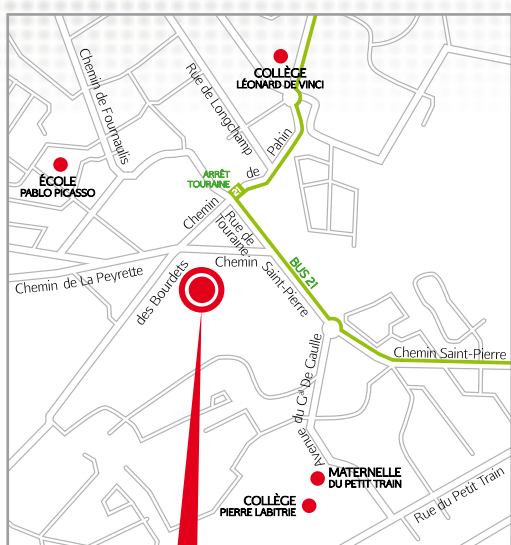 COLLÈGE
LÉONARD DE VINCI
Chemin de Fournaulis
Rue de Longchamp
Pahin
de
ÉCOLE
PABLO PICASSO
ARRÊT
TOURAINE
Chemin
Rue de
Touraine
BUS 21
Chemin
Saint-Pierre
Chemin de La Peyrette
des Bourdets
Chemin Saint-Pierre
Avenue du Cᵃˡ De Gaulle
MATERNELLE
DU PETIT TRAIN
COLLÈGE
PIERRE LABITRIE
Rue du Petit Train